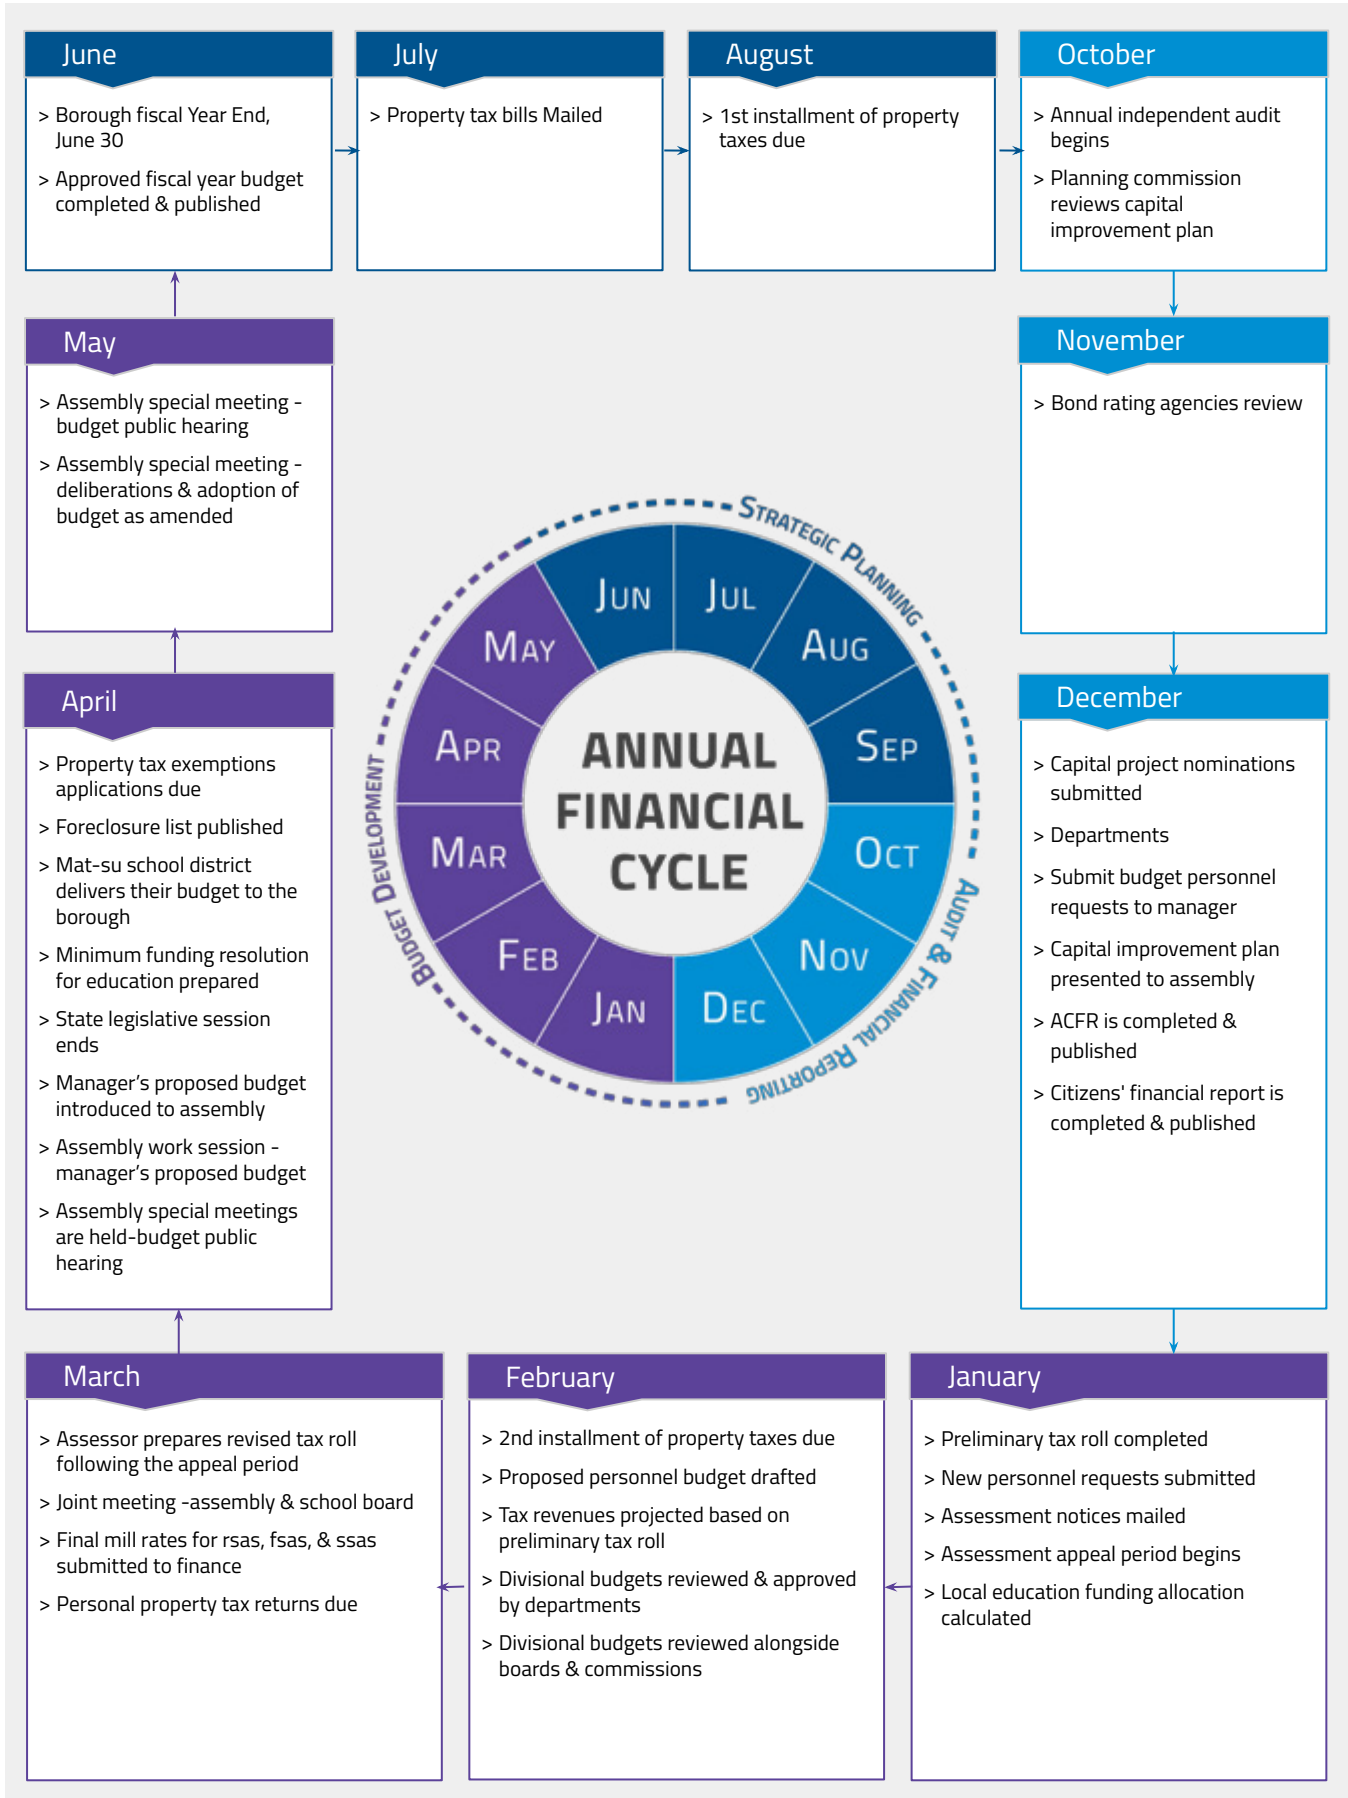 June
> Borough fiscal Year End,
June 30
> Approved fiscal year budget
completed & published
July
> Property tax bills Mailed
August
> 1st installment of property
taxes due
October
> Annual independent audit
begins
> Planning commission
reviews capital
improvement plan
November
> Bond rating agencies review
December
> Capital project nominations
submitted
> Departments
> Submit budget personnel
requests to manager
> Capital improvement plan
presented to assembly
> ACFR is completed &
published
> Citizens' financial report is
completed & published
January
> Preliminary tax roll completed
> New personnel requests submitted
> Assessment notices mailed
> Assessment appeal period begins
> Local education funding allocation
calculated
February
> 2nd installment of property taxes due
> Proposed personnel budget drafted
> Tax revenues projected based on
preliminary tax roll
> Divisional budgets reviewed & approved
by departments
> Divisional budgets reviewed alongside
boards & commissions
March
> Assessor prepares revised tax roll
following the appeal period
> Joint meeting -assembly & school board
> Final mill rates for rsas, fsas, & ssas
submitted to finance
> Personal property tax returns due
April
> Property tax exemptions
applications due
> Foreclosure list published
> Mat-su school district
delivers their budget to the
borough
> Minimum funding resolution
for education prepared
> State legislative session
ends
> Manager’s proposed budget
introduced to assembly
> Assembly work session -
manager’s proposed budget
> Assembly special meetings
are held-budget public
hearing
May
> Assembly special meeting -
budget public hearing
> Assembly special meeting -
deliberations & adoption of
budget as amended
STRATEGIC PLANNING
AUDIT & FINANCIAL REPORTING
BUDGET DEVELOPMENT
JUN
JUL
AUG
SEP
OCT
NOV
DEC
JAN
FEB
MAR
APR
MAY
ANNUAL
FINANCIAL
CYCLE